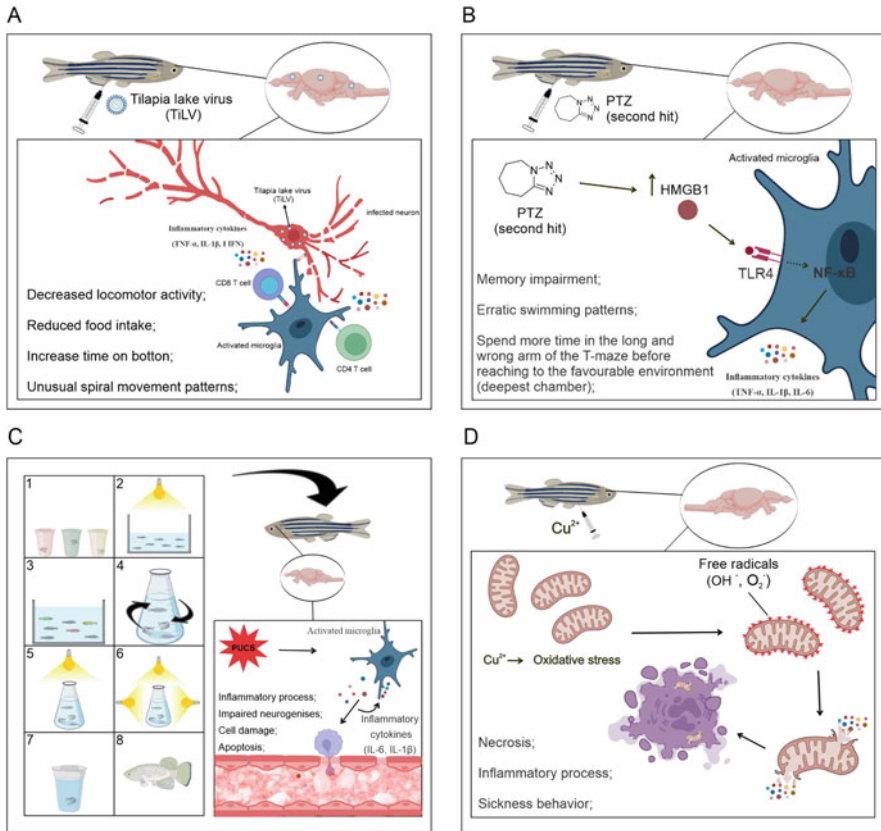 A
Tilapia lake virus
(TiLV)
Tilapia lake virus
(TiLV)
infected neuron
Inflammatory cytokines
(TNF-α, IL-1β, I IFN)
CD8 T cell
Decreased locomotor activity;
Reduced food intake;
Activated microglia
Increase time on botton;
CD4 T cell
Unusual spiral movement patterns;
B
PTZ
(second hit)
N
N
N
N
Activated microglia
N
N
N
N
HMGB1
PTZ
(second hit)
TLR4
NF-κB
Memory impairment;
Erratic swimming patterns;
Spend more time in the long and
wrong arm of the T-maze before
reaching to the favourable environment
(deepest chamber);
Inflammatory cytokines
(TNF-α, IL-1β, IL-6)
C
1
2
3
4
5
6
7
8
PUCS
Activated microglia
Inflammatory process;
Impaired neurogenises;
Cell damage;
Apoptosis;
Inflammatory
cytokines
(IL-6, IL-1β)
D
Cu²⁺
Free radicals
(OH ˙, O₂˙)
Cu²⁺ Oxidative stress
Necrosis;
Inflammatory process;
Sickness behavior;